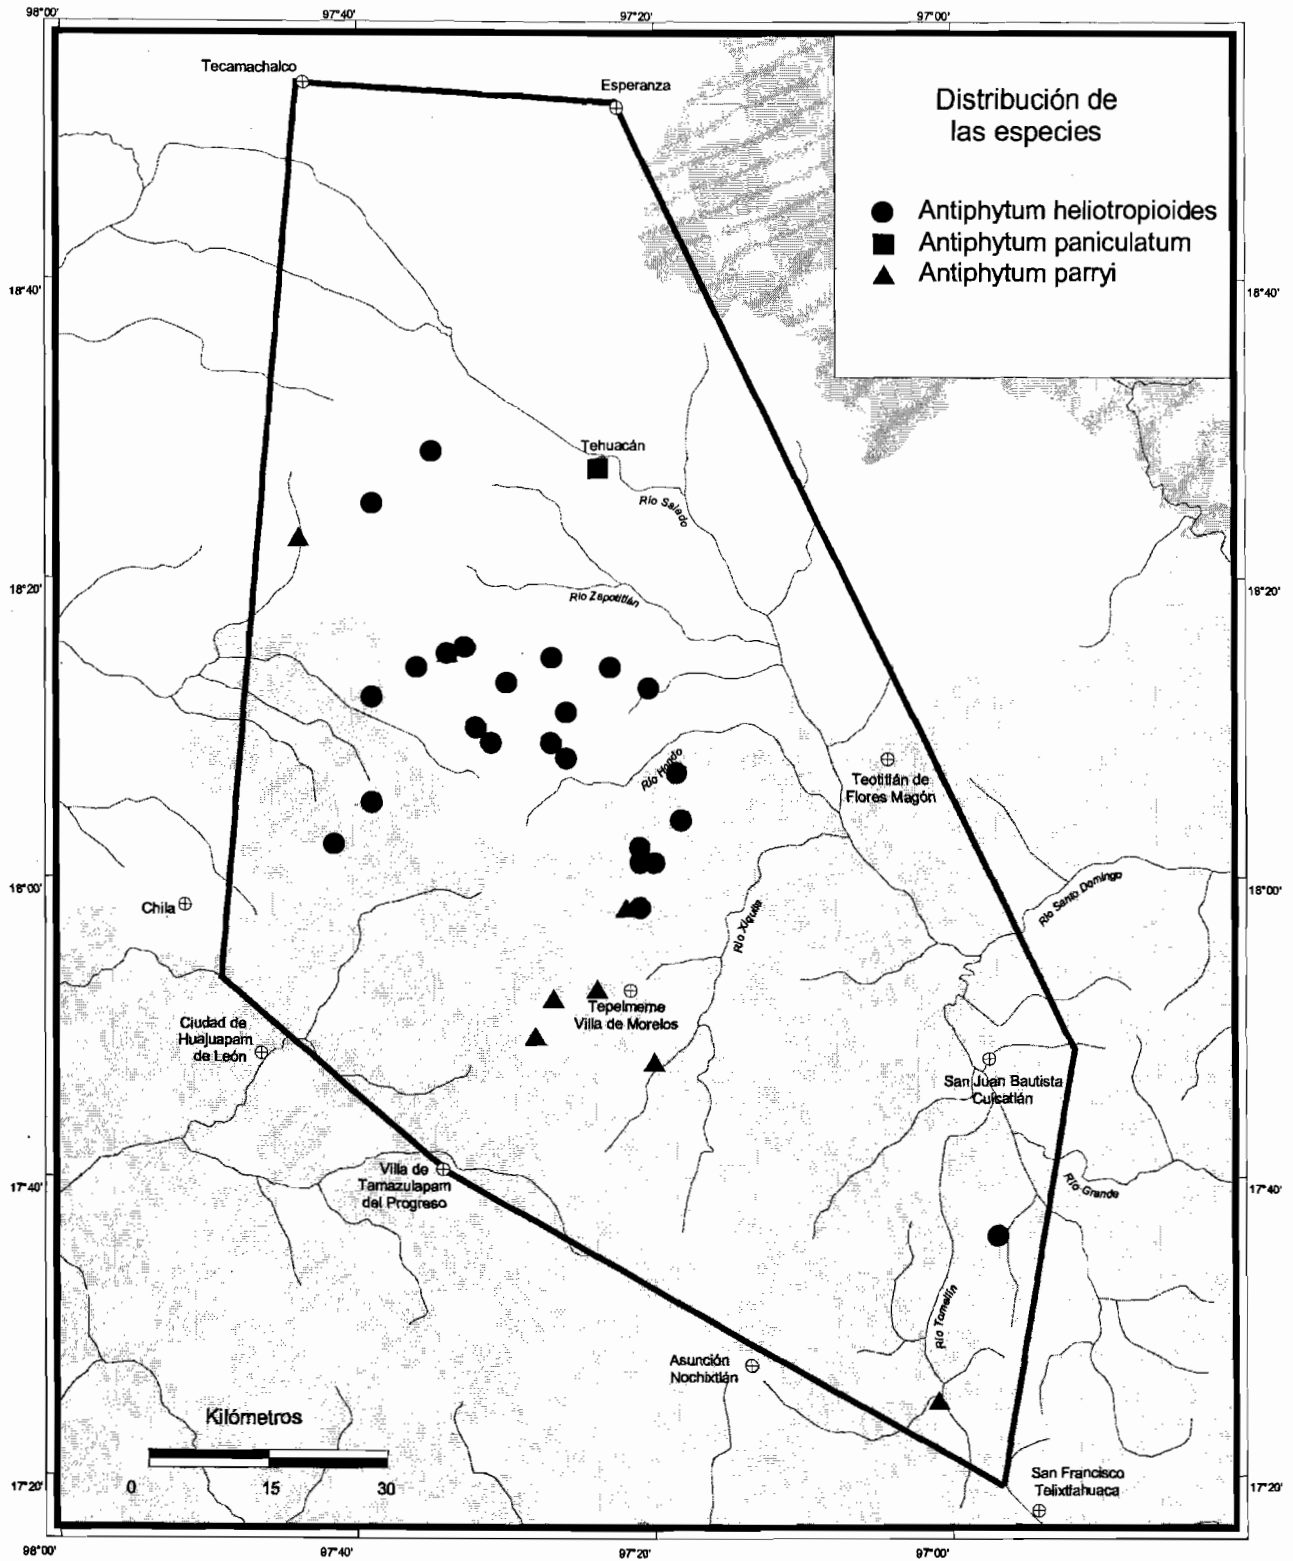 98°00'
97°40'
97°20'
97°00'
Tecamachalco
Esperanza
Distribución de
las especies
Antiphytum heliotropioides
Antiphytum paniculatum
Antiphytum parryi
18°40'
18°40'
Tehuacán
Río Salado
18°20'
18°20'
Río Zapotitlán
Río Hondo
Teotitlán de
Flores Magón
18°00'
18°00'
Chila
Río Santo Domingo
Río Xiquila
Tepelmeme
Villa de Morelos
Ciudad de
Huajuapam
de León
San Juan Bautista
Cuicatlán
17°40'
17°40'
Villa de
Tamazulapam
del Progreso
Río Grande
Río Tomellín
Asunción
Nochixtlán
Kilómetros
0 15 30
San Francisco
Telixtlahuaca
17°20'
17°20'
98°00'
97°40'
97°20'
97°00'